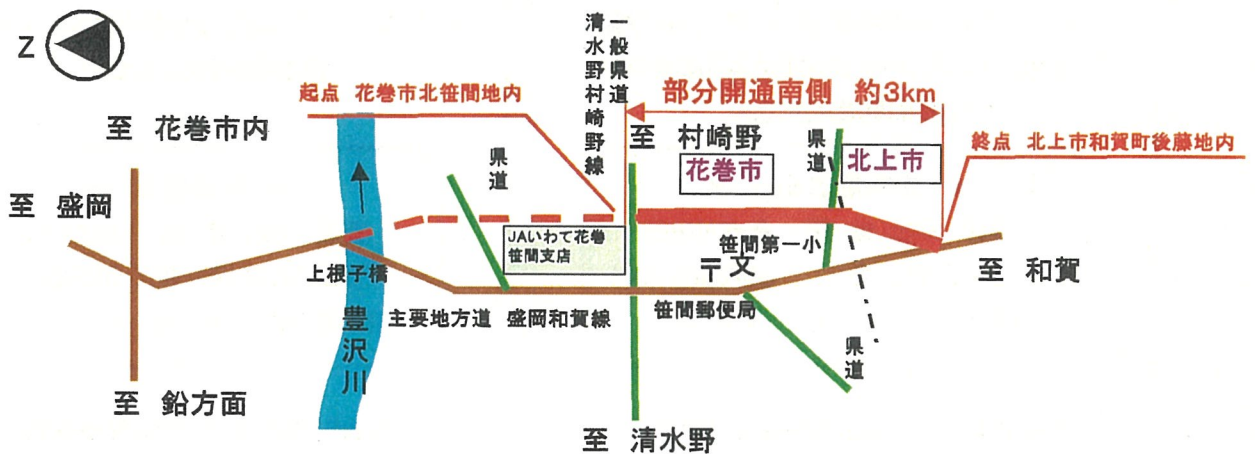 Z
至 花巻市内
至 盛岡
起点 花巻市北笹間地内
一般県道
清水野村崎野線
部分開通南側 約3km
至 村崎野
花巻市
県道
北上市
終点 北上市和賀町後藤地内
県道
JAいわて花巻
笹間支店
笹間第一小
〒
文
至 和賀
上根子橋
豊沢川
主要地方道 盛岡和賀線
笹間郵便局
県道
至 鉛方面
至 清水野